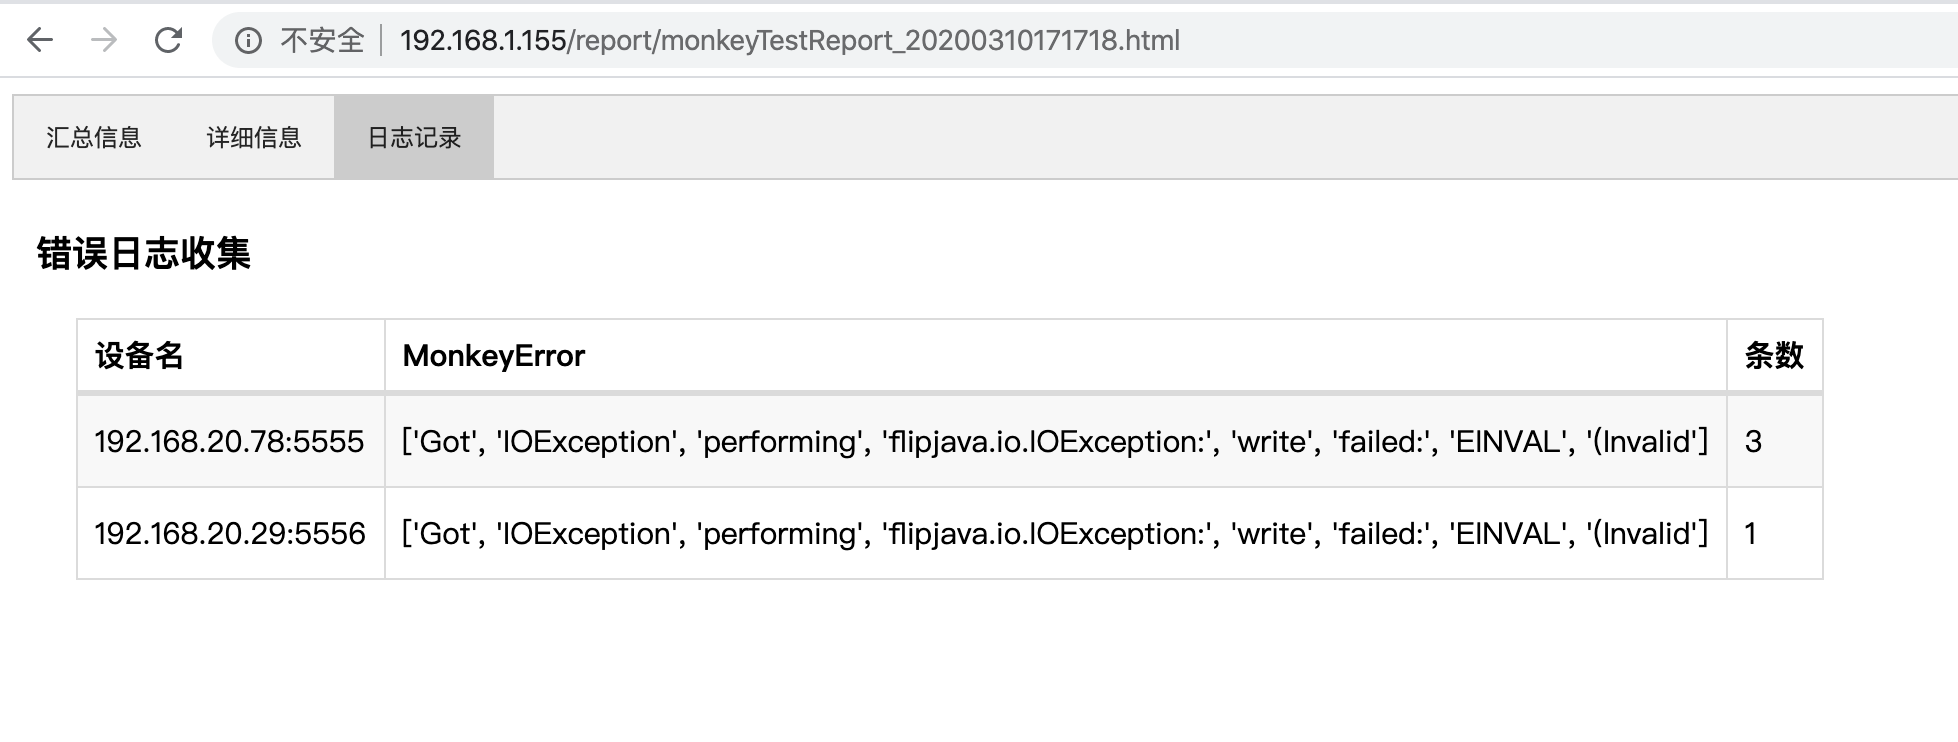 不安全 192.168.1.155/report/monkeyTestReport_20200310171718.html
汇总信息 详细信息 日志记录
错误日志收集
设备名 MonkeyError 条数
192.168.20.78:5555 ['Got', 'IOException', 'performing', 'flipjava.io.IOException:', 'write', 'failed:', 'EINVAL', '(Invalid'] 3
192.168.20.29:5556 ['Got', 'IOException', 'performing', 'flipjava.io.IOException:', 'write', 'failed:', 'EINVAL', '(Invalid'] 1